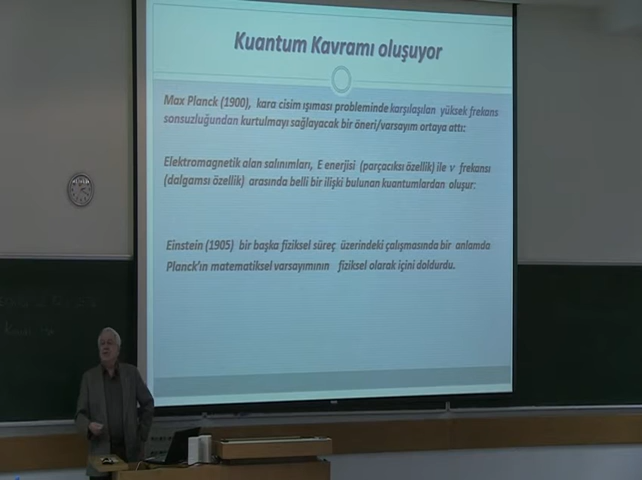 Kuantum Kavramı oluşuyor
Max Planck (1900), kara cisim ışıması probleminde karşılaşılan yüksek frekans
sonsuzluğundan kurtulmayı sağlayacak bir öneri/varsayım ortaya attı:
Elektromagnetik alan salınımları, E enerjisi (parçacıksı özellik) ile ν frekansı
(dalgamsı özellik) arasında belli bir ilişki bulunan kuantumlardan oluşur:
Einstein (1905) bir başka fiziksel süreç üzerindeki çalışmasında bir anlamda
Planck'ın matematiksel varsayımının fiziksel olarak içini doldurdu.